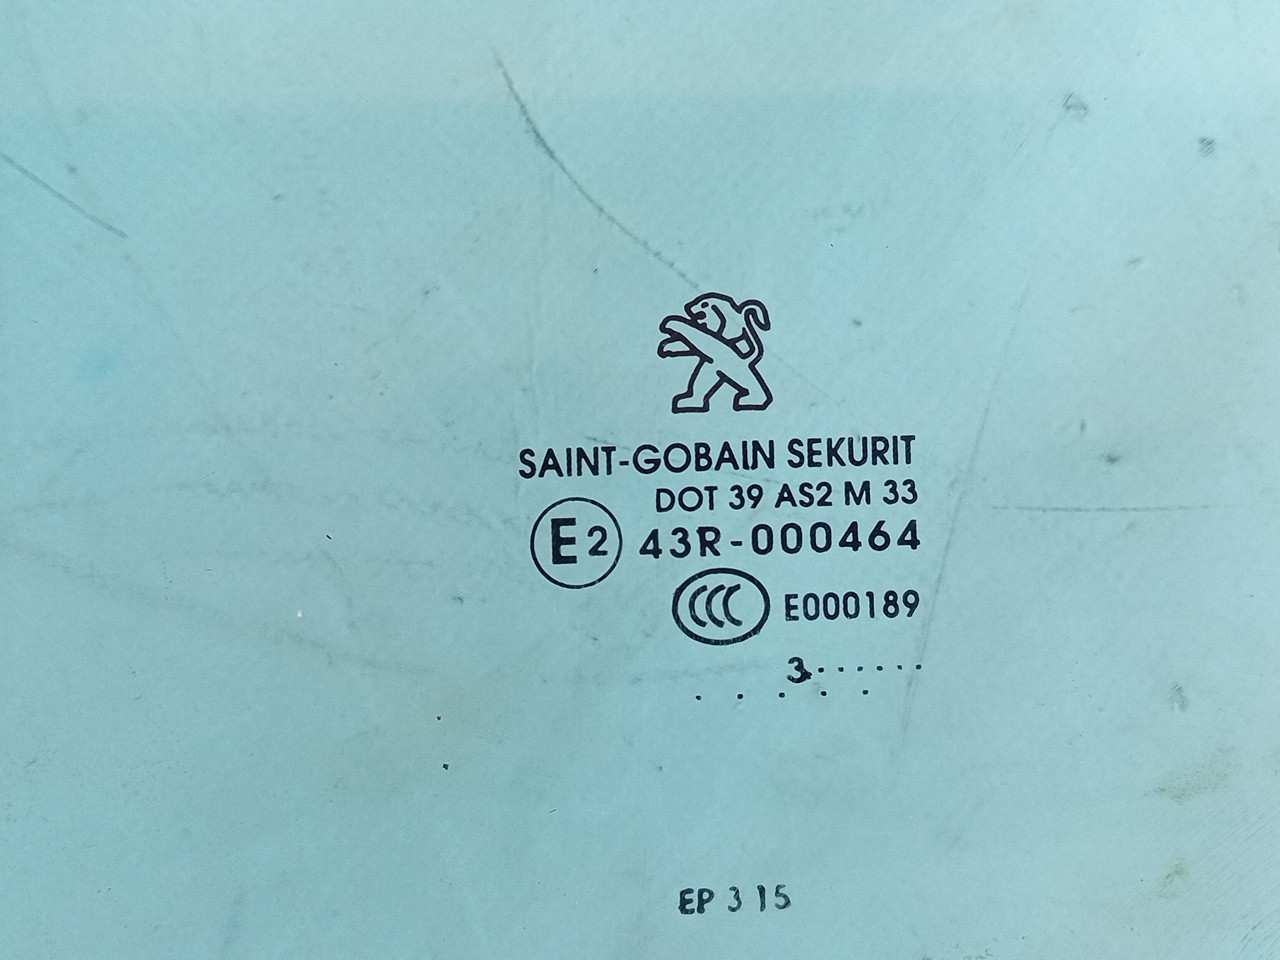 SAINT-GOBAIN SEKURIT
DOT 39 AS2 M 33
E2 43R-000464
CCC E000189
3.......
.....
EP 3 15